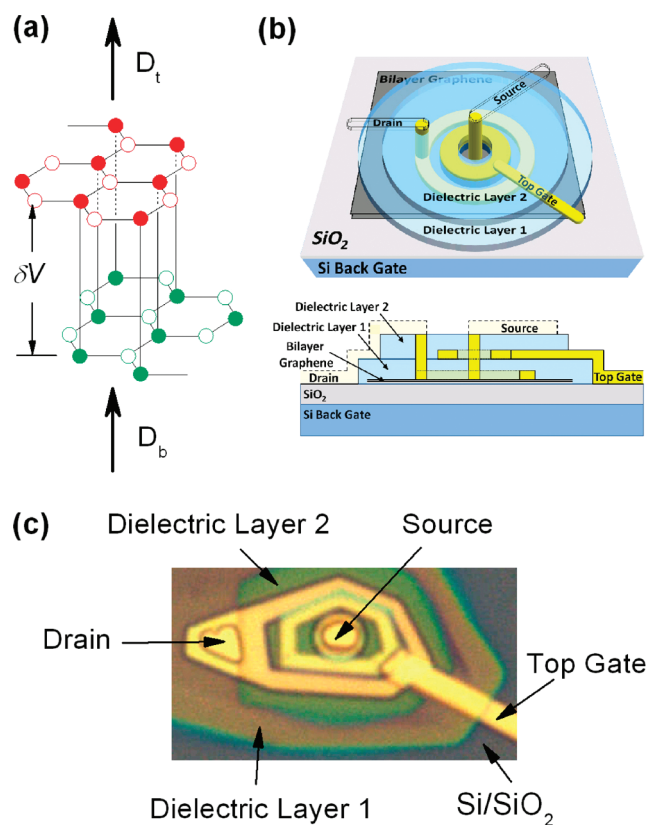 (a)
D_t
δV
D_b
(b)
Bilayer Graphene
Source
Drain
Top Gate
Dielectric Layer 2
Dielectric Layer 1
SiO₂
Si Back Gate
Dielectric Layer 2
Dielectric Layer 1
Bilayer
Graphene
Drain
Source
Top Gate
SiO₂
Si Back Gate
(c)
Dielectric Layer 2
Source
Drain
Top Gate
Dielectric Layer 1
Si/SiO₂